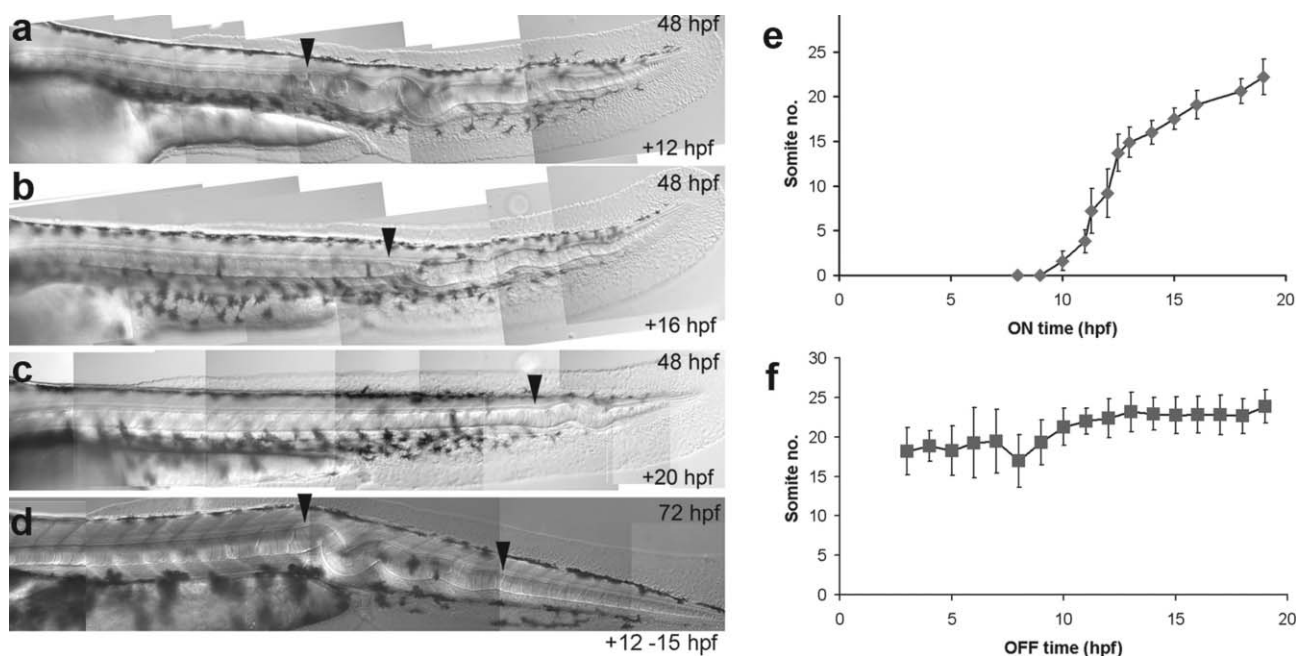 a
48 hpf
+12 hpf
b
48 hpf
+16 hpf
c
48 hpf
+20 hpf
d
72 hpf
+12 -15 hpf
e
Somite no.
25
20
15
10
5
0
0
5
10
15
20
ON time (hpf)
f
Somite no.
30
25
20
15
10
5
0
0
5
10
15
20
OFF time (hpf)